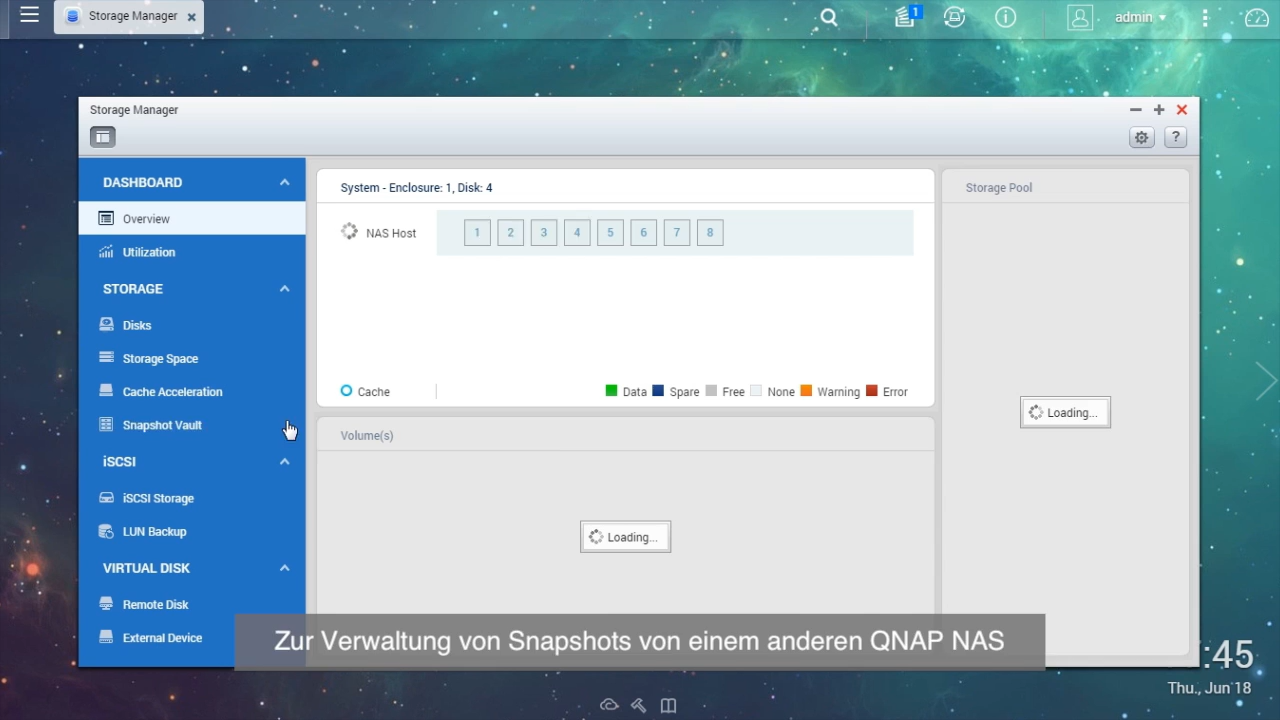 Storage Manager
1
admin
Storage Manager
?
DASHBOARD
Overview
Utilization
STORAGE
Disks
Storage Space
Cache Acceleration
Snapshot Vault
iSCSI
iSCSI Storage
LUN Backup
VIRTUAL DISK
Remote Disk
External Device
System - Enclosure: 1, Disk: 4
NAS Host
1 2 3 4 5 6 7 8
Cache
Data Spare Free None Warning Error
Volume(s)
Loading...
Storage Pool
Loading...
Zur Verwaltung von Snapshots von einem anderen QNAP NAS
:45
Thu., Jun 18